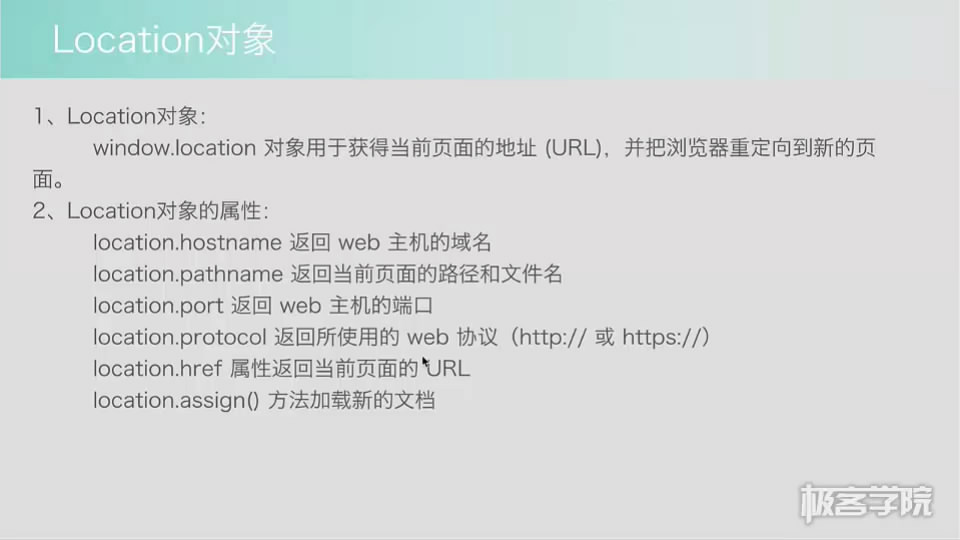 Location对象
1、Location对象：
window.location 对象用于获得当前页面的地址 (URL)，并把浏览器重定向到新的页
面。
2、Location对象的属性：
location.hostname 返回 web 主机的域名
location.pathname 返回当前页面的路径和文件名
location.port 返回 web 主机的端口
location.protocol 返回所使用的 web 协议（http:// 或 https://）
location.href 属性返回当前页面的 URL
location.assign() 方法加载新的文档
极客学院